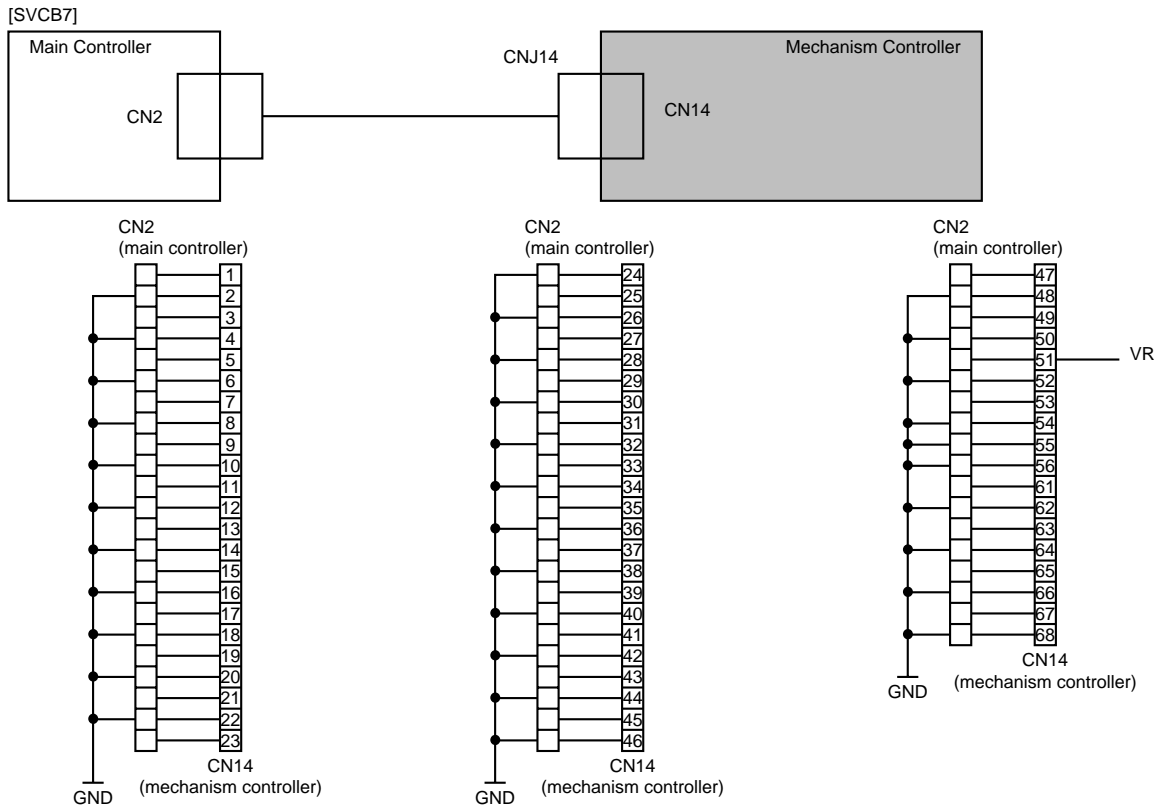 [SVCB7]
Main Controller
CN2
CNJ14
Mechanism Controller
CN14
CN2
(main controller)
1
2
3
4
5
6
7
8
9
10
11
12
13
14
15
16
17
18
19
20
21
22
23
CN14
(mechanism controller)
GND
CN2
(main controller)
24
25
26
27
28
29
30
31
32
33
34
35
36
37
38
39
40
41
42
43
44
45
46
CN14
(mechanism controller)
GND
CN2
(main controller)
47
48
49
50
51
VR
52
53
54
55
56
61
62
63
64
65
66
67
68
CN14
(mechanism controller)
GND